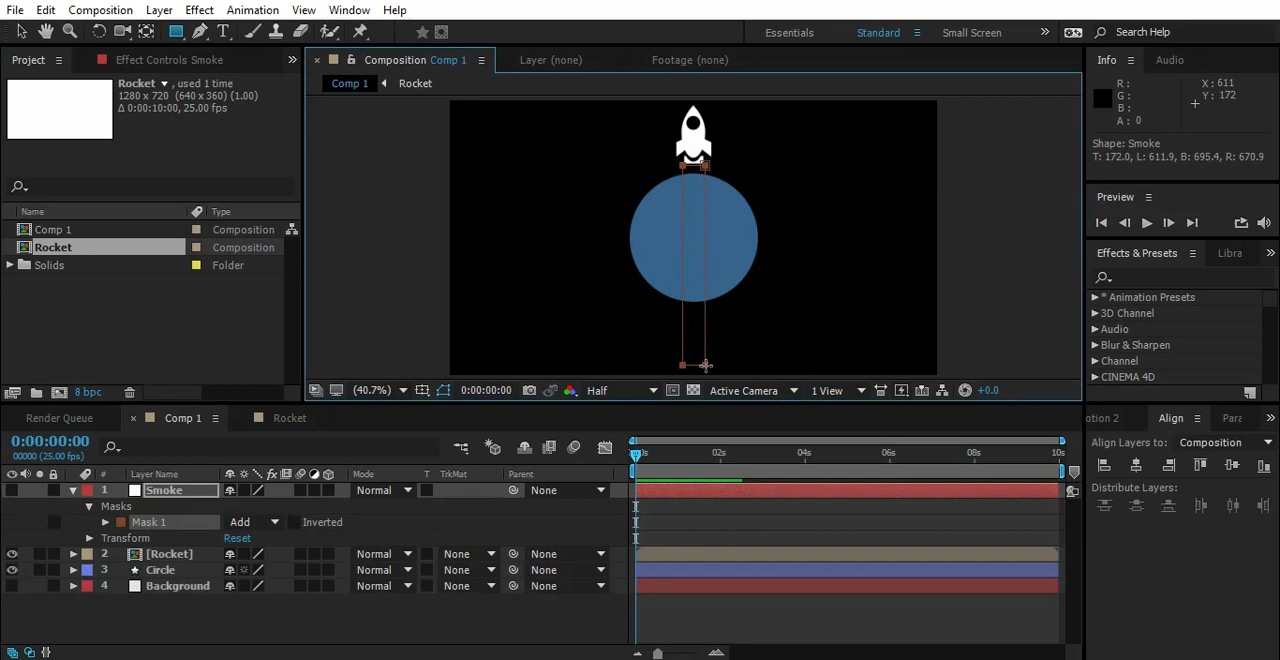 File Edit Composition Layer Effect Animation View Window Help
Essentials Standard Small Screen Search Help
Project Effect Controls Smoke
Composition Comp 1 Layer (none) Footage (none)
Info Audio
Rocket , used 1 time
1280 x 720 (640 x 360) (1.00)
Δ 0:00:10:00, 25.00 fps
Comp 1 Rocket
R :
G :
B :
A : 0
X : 611
Y : 172
Shape: Smoke
T: 172.0, L: 611.9, B: 695.4, R: 670.9
Preview
Name Type
Comp 1 Composition
Rocket Composition
Solids Folder
Effects & Presets Libra
* Animation Presets
3D Channel
Audio
Blur & Sharpen
Channel
CINEMA 4D
8 bpc
(40.7%) 0:00:00:00 Half Active Camera 1 View +0.0
Render Queue Comp 1 Rocket
otion 2 Align Para
0:00:00:00
00000 (25.00 fps)
Align Layers to: Composition
Distribute Layers:
:00s 02s 04s 06s 08s 10s
# Layer Name Mode T TrkMat Parent
1 Smoke Normal None
Masks
Mask 1 Add Inverted
Transform Reset
2 [Rocket] Normal None None
3 Circle Normal None None
4 Background Normal None None